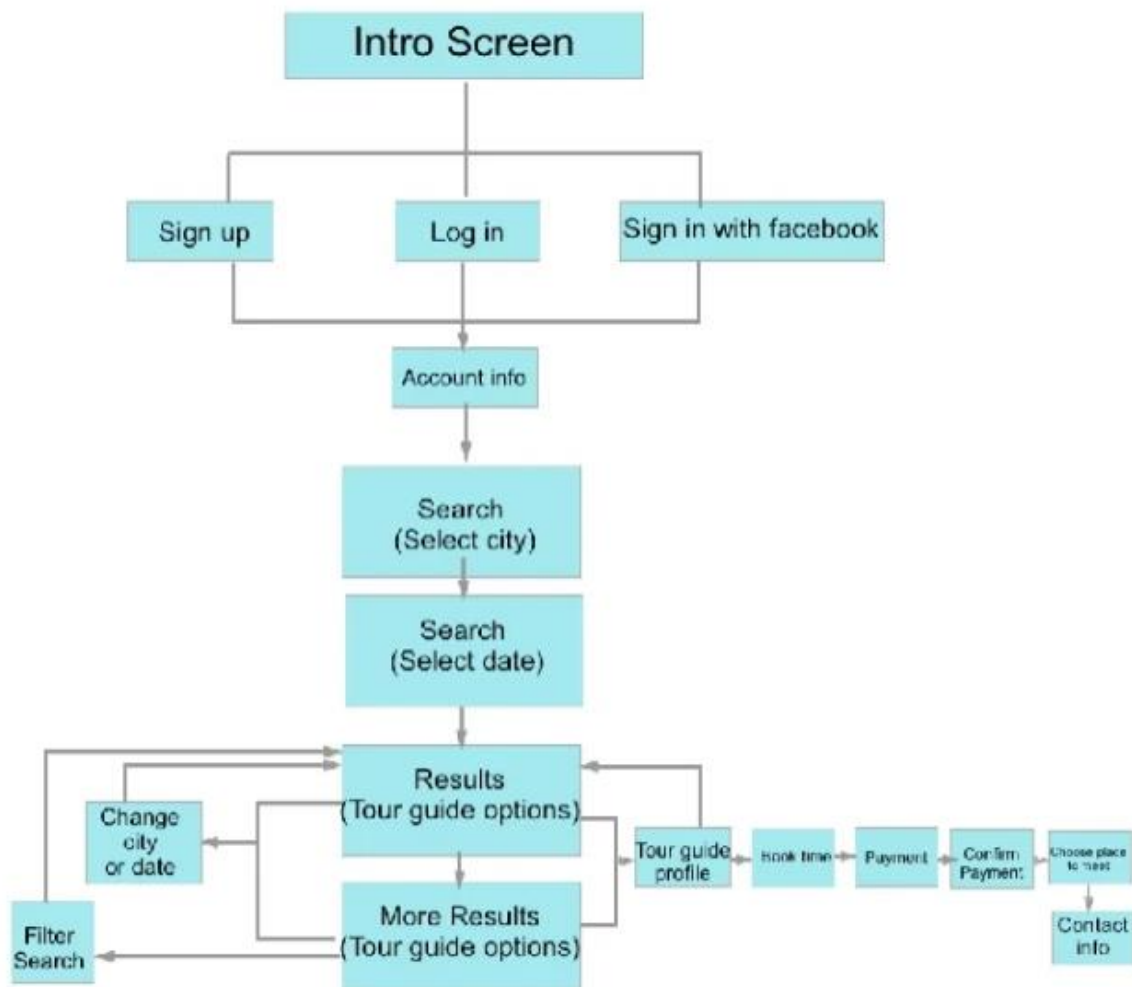 Intro Screen
Sign up
Log in
Sign in with facebook
Account info
Search
(Select city)
Search
(Select date)
Results
(Tour guide options)
Change
city
or date
Tour guide
profile
Book time
Payment
Confirm
Payment
Choose place
to meet
More Results
(Tour guide options)
Filter
Search
Contact
info